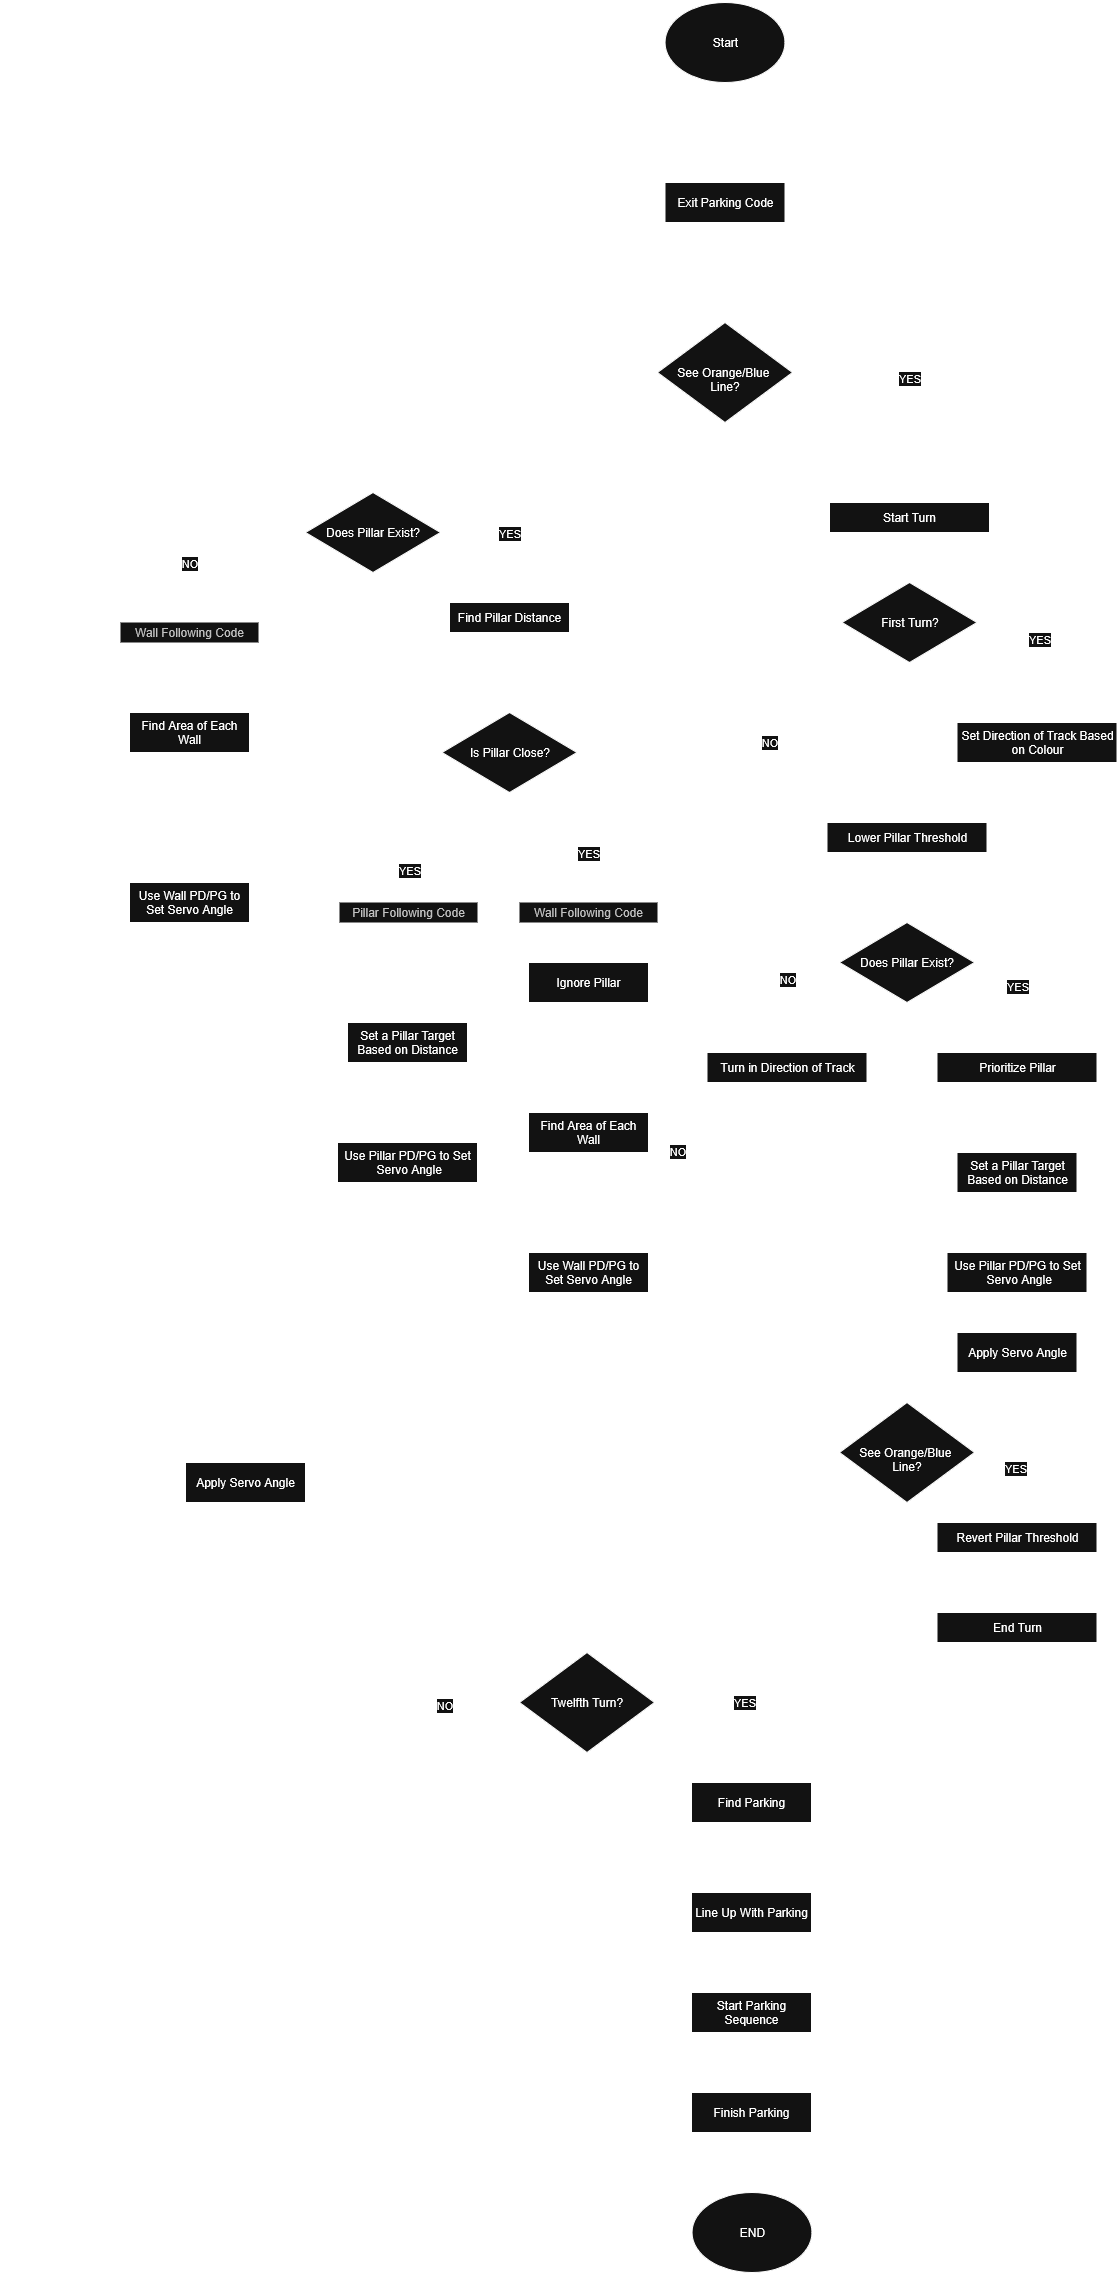 Start
Exit Parking Code
See Orange/Blue
Line?
YES
Does Pillar Exist?
YES
NO
Start Turn
Wall Following Code
Find Pillar Distance
First Turn?
YES
Find Area of Each
Wall
Is Pillar Close?
NO
Set Direction of Track Based
on Colour
Lower Pillar Threshold
YES
YES
Use Wall PD/PG to
Set Servo Angle
Pillar Following Code
Wall Following Code
Does Pillar Exist?
NO
YES
Ignore Pillar
Set a Pillar Target
Based on Distance
Turn in Direction of Track
Prioritize Pillar
Find Area of Each
Wall
NO
Use Pillar PD/PG to Set
Servo Angle
Set a Pillar Target
Based on Distance
Use Wall PD/PG to
Set Servo Angle
Use Pillar PD/PG to Set
Servo Angle
Apply Servo Angle
See Orange/Blue
Line?
YES
Apply Servo Angle
Revert Pillar Threshold
End Turn
NO
Twelfth Turn?
YES
Find Parking
Line Up With Parking
Start Parking
Sequence
Finish Parking
END